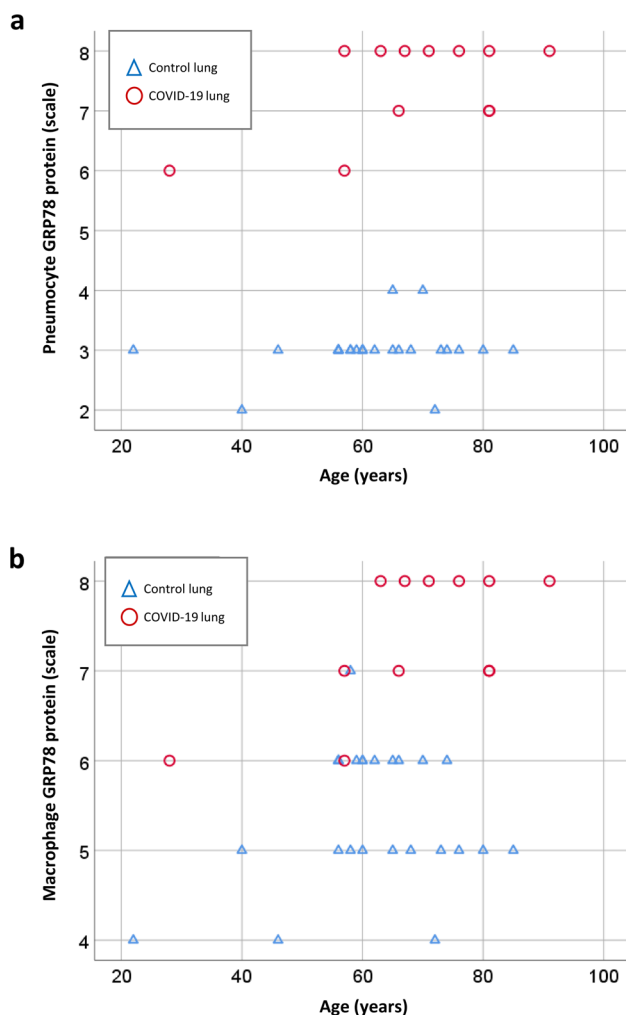 a
Pneumocyte GRP78 protein (scale)
8
7
6
5
4
3
2
Control lung
COVID-19 lung
20 40 60 80 100
Age (years)
b
Macrophage GRP78 protein (scale)
8
7
6
5
4
Control lung
COVID-19 lung
20 40 60 80 100
Age (years)